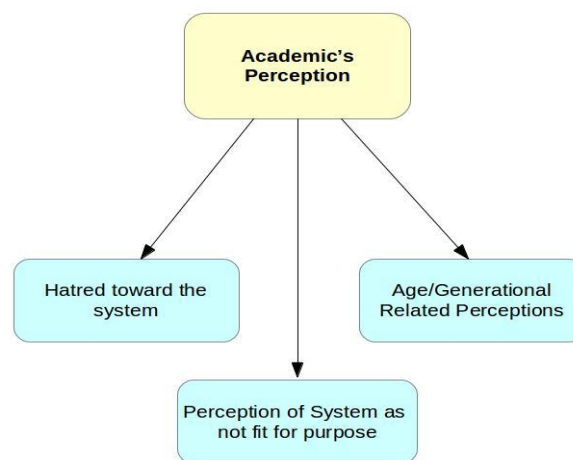 Academic’s
Perception
Hatred toward the
system
Age/Generational
Related Perceptions
Perception of System as
not fit for purpose